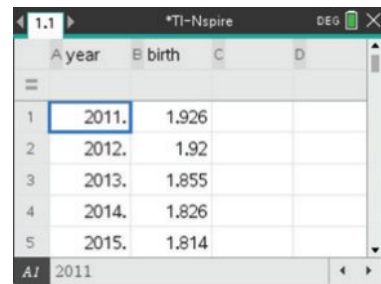 1.1 *TI-Nspire DEG
A year B birth C D
=
1 2011. 1.926
2 2012. 1.92
3 2013. 1.855
4 2014. 1.826
5 2015. 1.814
A1 2011